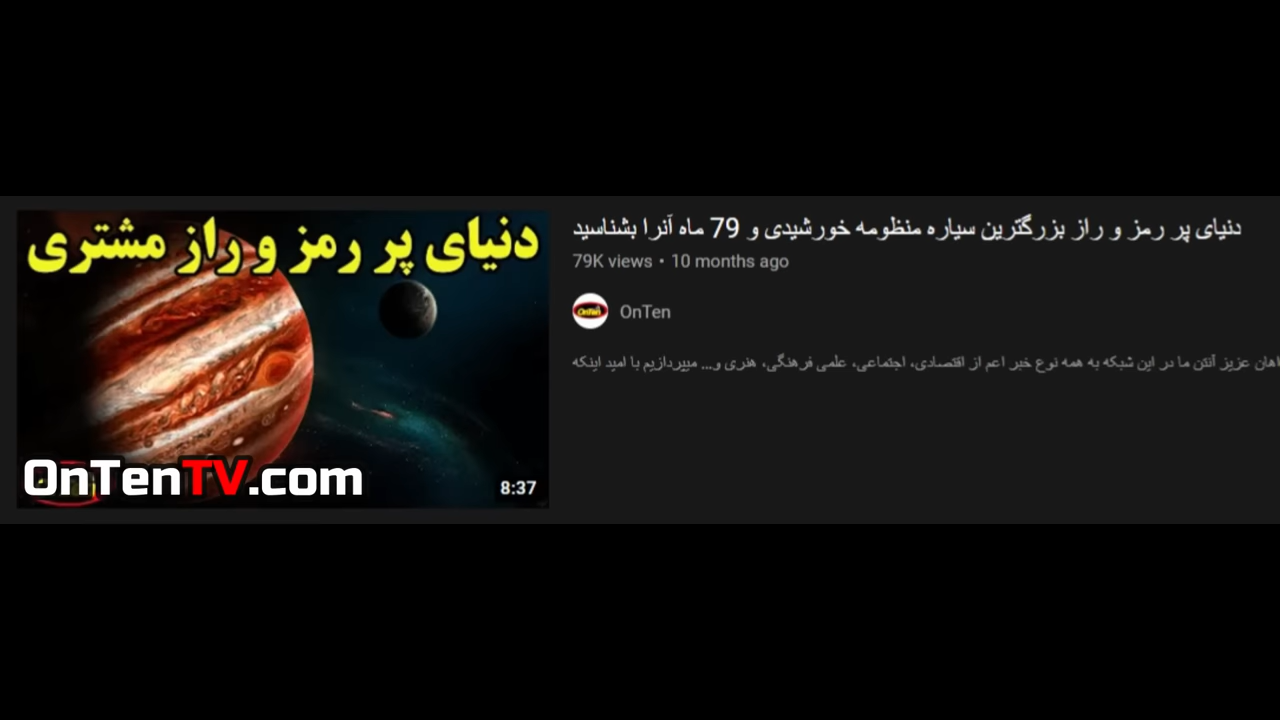 دنیای پر رمز و راز مشتری
OnTenTV.com
8:37
دنیای پر رمز و راز بزرگترین سیاره منظومه خورشیدی و 79 ماه آنرا بشناسید
79K views • 10 months ago
OnTen
OnTen
عزیز آنتن ما در این شبکه به همه نوع خبر اعم از اقتصادی، اجتماعی، علمی فرهنگی، هنری و... میپردازیم با امید اینکه